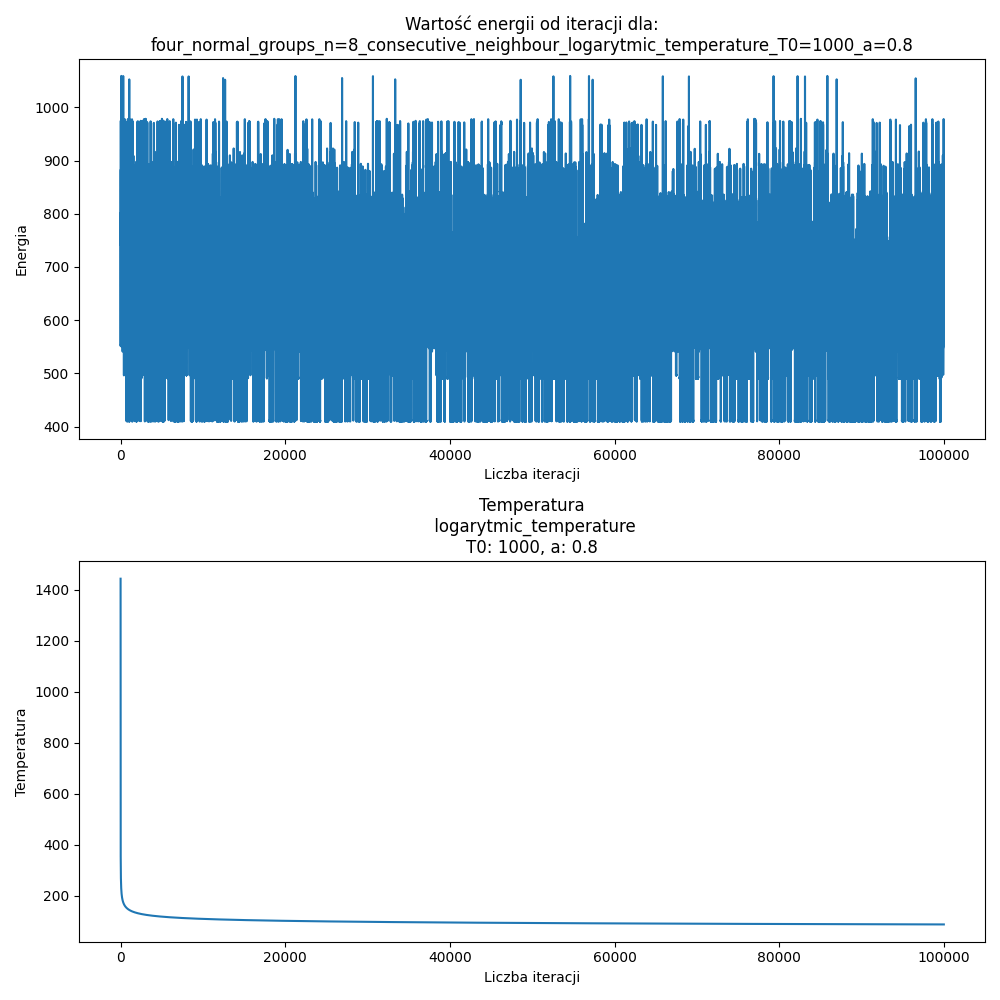 Wartość energii od iteracji dla:
four_normal_groups_n=8_consecutive_neighbour_logarytmic_temperature_T0=1000_a=0.8
1000
900
800
700
600
500
400
Energia
0 20000 40000 60000 80000 100000
Liczba iteracji
Temperatura
logarytmic_temperature
T0: 1000, a: 0.8
1400
1200
1000
800
600
400
200
Temperatura
0 20000 40000 60000 80000 100000
Liczba iteracji